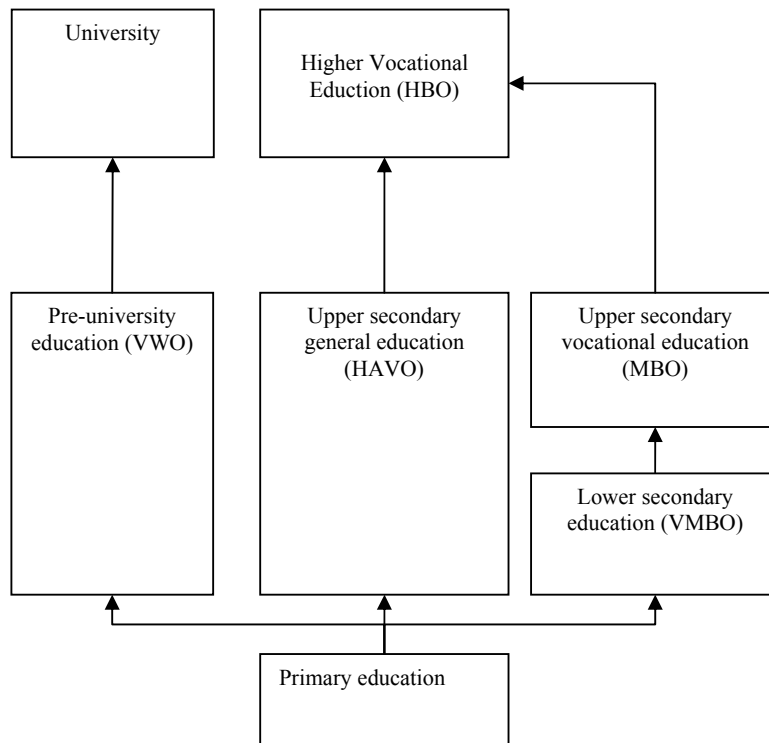 University
Higher Vocational
Eduction (HBO)
Pre-university
education (VWO)
Upper secondary
general education
(HAVO)
Upper secondary
vocational education
(MBO)
Lower secondary
education (VMBO)
Primary education